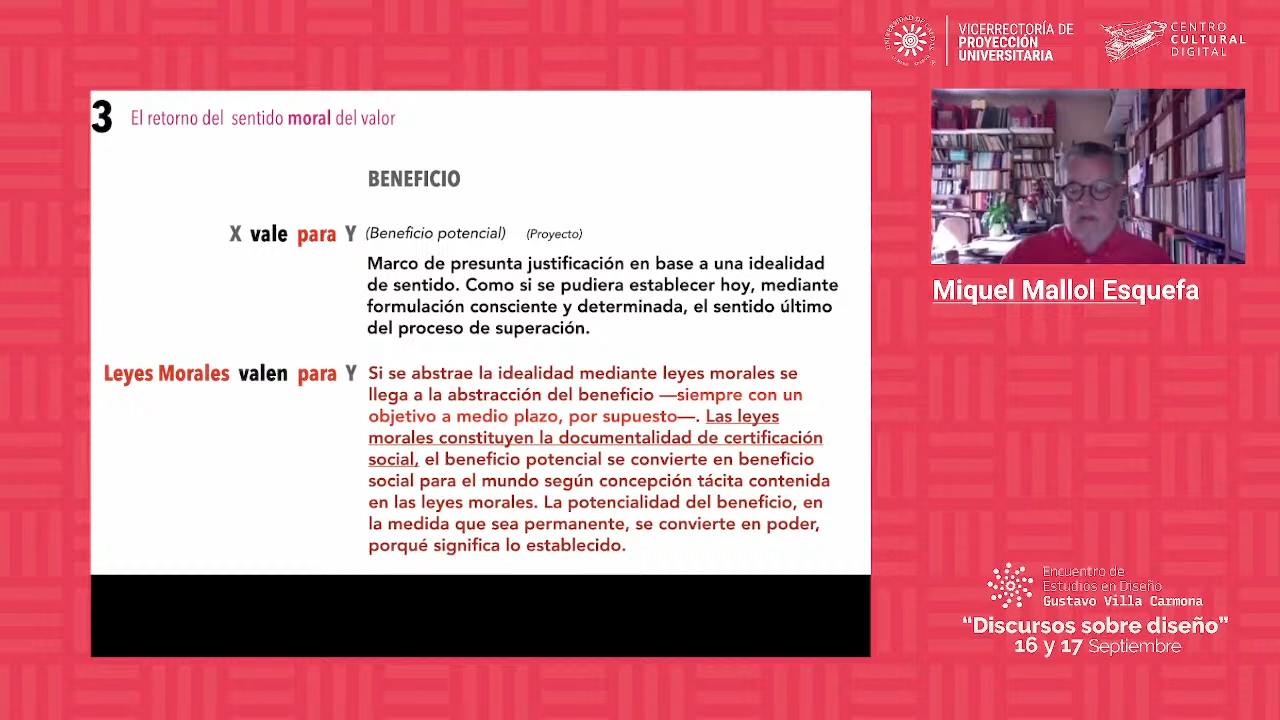 VICERRECTORÍA DE
PROYECCIÓN
UNIVERSITARIA
CENTRO
CULTURAL
DIGITAL
3 El retorno del sentido moral del valor
BENEFICIO
X vale para Y (Beneficio potencial) (Proyecto)
Marco de presunta justificación en base a una idealidad
de sentido. Como si se pudiera establecer hoy, mediante
formulación consciente y determinada, el sentido último
del proceso de superación.
Leyes Morales valen para Y Si se abstrae la idealidad mediante leyes morales se
llega a la abstracción del beneficio —siempre con un
objetivo a medio plazo, por supuesto—. Las leyes
morales constituyen la documentalidad de certificación
social, el beneficio potencial se convierte en beneficio
social para el mundo según concepción tácita contenida
en las leyes morales. La potencialidad del beneficio, en
la medida que sea permanente, se convierte en poder,
porqué significa lo establecido.
Miquel Mallol Esquefa
Encuentro de
Estudios en Diseño
Gustavo Villa Carmona
“Discursos sobre diseño”
16 y 17 Septiembre